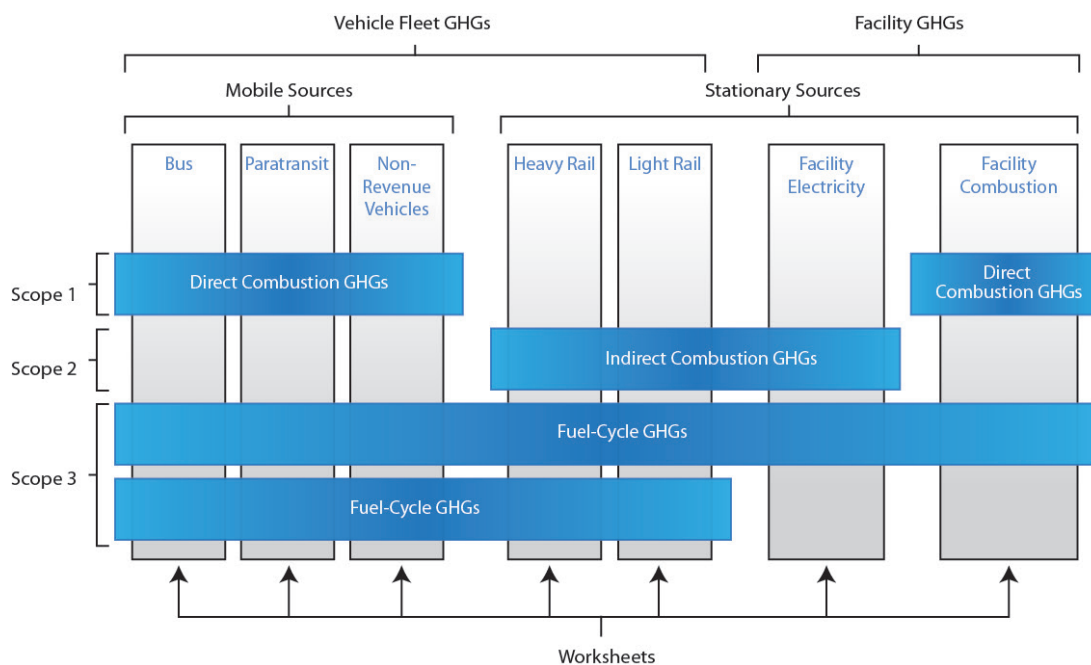 Vehicle Fleet GHGs
Facility GHGs
Mobile Sources
Stationary Sources
Bus
Paratransit
Non-
Revenue
Vehicles
Heavy Rail
Light Rail
Facility
Electricity
Facility
Combustion
Scope 1
Direct Combustion GHGs
Direct
Combustion GHGs
Scope 2
Indirect Combustion GHGs
Scope 3
Fuel-Cycle GHGs
Fuel-Cycle GHGs
Worksheets